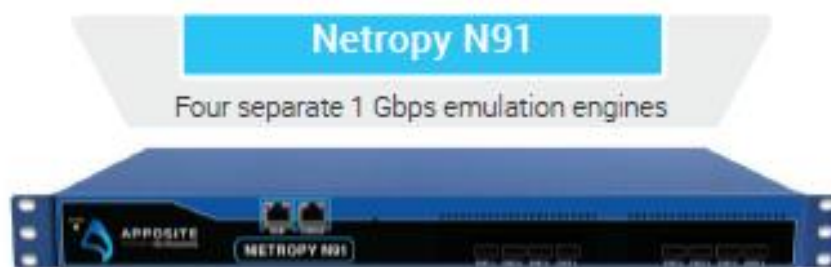 Netropy N91
Four separate 1 Gbps emulation engines
APPOSITE
NETROPY N91